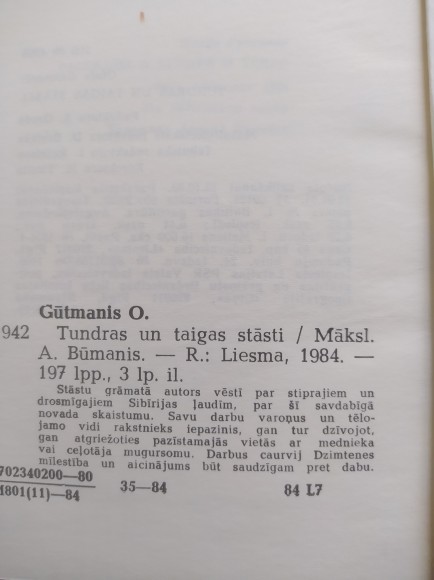 Gūtmanis O.
942 Tundras un taigas stāsti / Māksl.
A. Būmanis. — R.: Liesma, 1984. —
197 lpp., 3 lp. il.
Stāstu grāmatā autors vēstī par stiprajiem un
drosmīgajiem Sibīrijas ļaudīm, par šī savdabīgā
novada skaistumu. Savu darbu varoņus un tēlo-
jamo vidi rakstnieks iepazinis, gan tur dzīvojot,
gan atgriežoties pazīstamajās vietās ar mednieka
vai ceļotāja mugursomu. Darbus caurvij Dzimtenes
mīlestība un aicinājums būt saudzīgam pret dabu.
702340200—80
1801(11)—84
35—84
84 L7